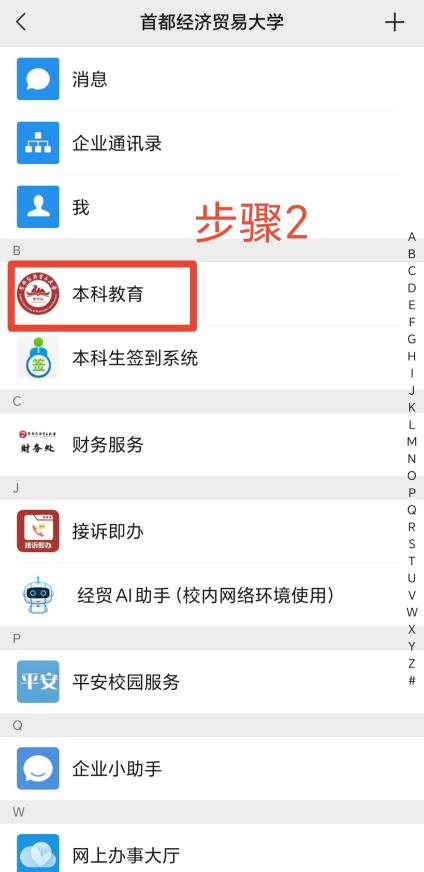 首都经济贸易大学
消息
企业通讯录
我
步骤2
B
本科教育
签
本科生签到系统
C
财务处
财务服务
J
接诉即办
接诉即办
经贸AI助手（校内网络环境使用）
P
平安
平安校园服务
Q
企业小助手
W
网上办事大厅
A
B
C
D
E
F
G
H
I
J
K
L
M
N
O
P
Q
R
S
T
U
V
W
X
Y
Z
#